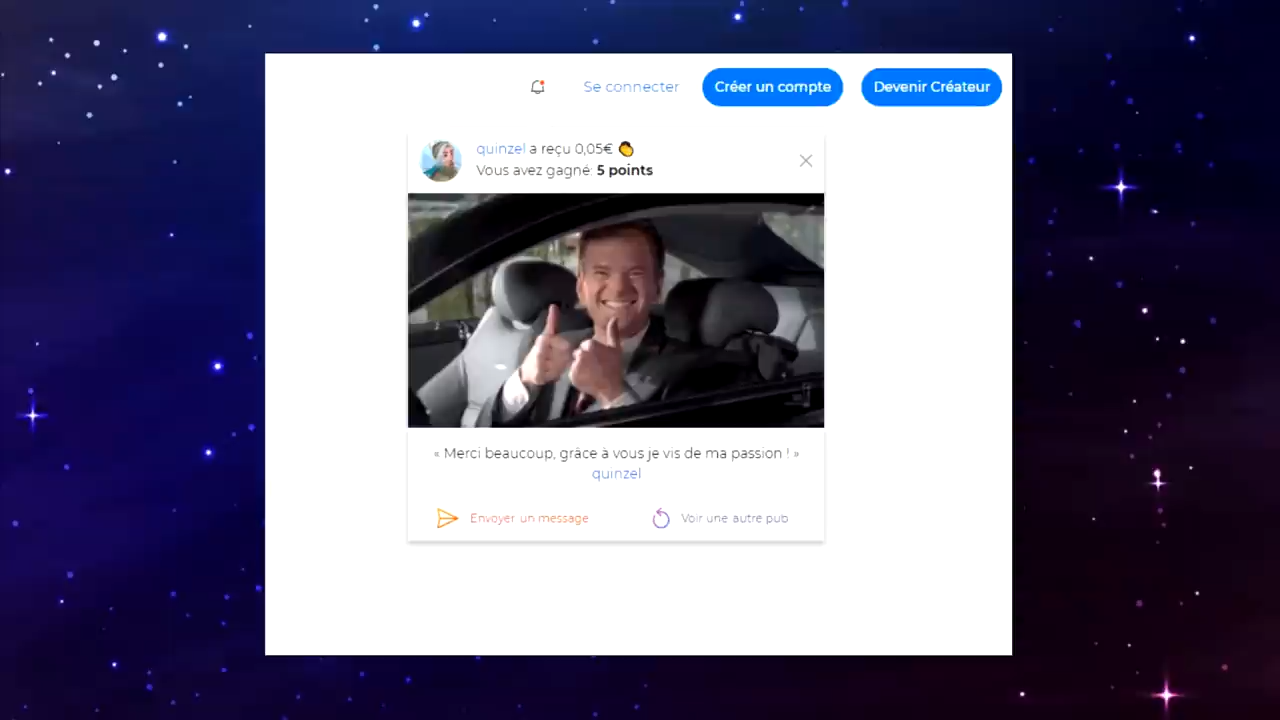 Se connecter
Créer un compte
Devenir Créateur
quinzel a reçu 0,05€ 👏
Vous avez gagné: 5 points
« Merci beaucoup, grâce à vous je vis de ma passion ! »
quinzel
Envoyer un message
Voir une autre pub